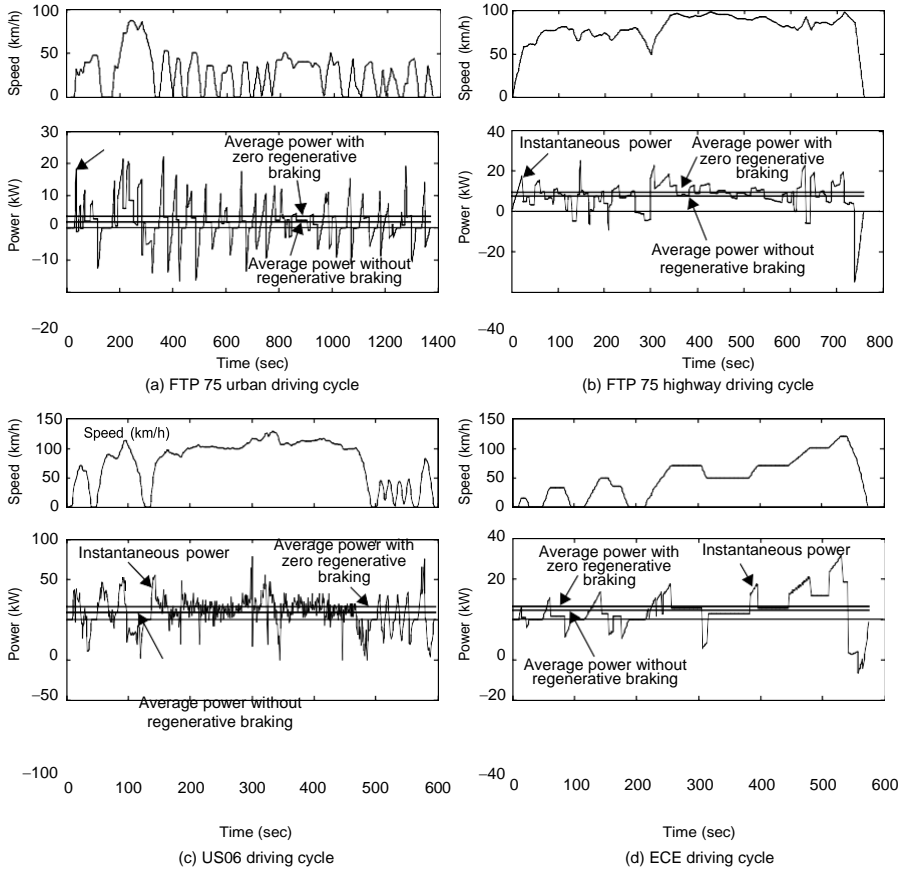 100
Speed (km/h)
50
0
30
Average power with
zero regenerative
braking
20
10
Power (kW)
0
−10
Average power without
regenerative braking
−20
0 200 400 600 800 1000 1200 1400
Time (sec)
(a) FTP 75 urban driving cycle
100
Speed (km/h)
50
0
40
Instantaneous power
Average power with
zero regenerative
braking
20
Power (kW)
0
−20
Average power without
regenerative braking
−40
0 100 200 300 400 500 600 700 800
Time (sec)
(b) FTP 75 highway driving cycle
150
Speed (km/h)
Speed (km/h)
100
50
0
100
Instantaneous power
Average power with
zero regenerative
braking
50
Power (kW)
0
−50
Average power without
regenerative braking
−100
0 100 200 300 400 500 600
Time (sec)
(c) US06 driving cycle
150
Speed (km/h)
100
50
0
40
Average power with
zero regenerative
braking
Instantaneous power
20
Power (kW)
0
Average power without
regenerative braking
−20
−40
0 100 200 300 400 500 600
Time (sec)
(d) ECE driving cycle